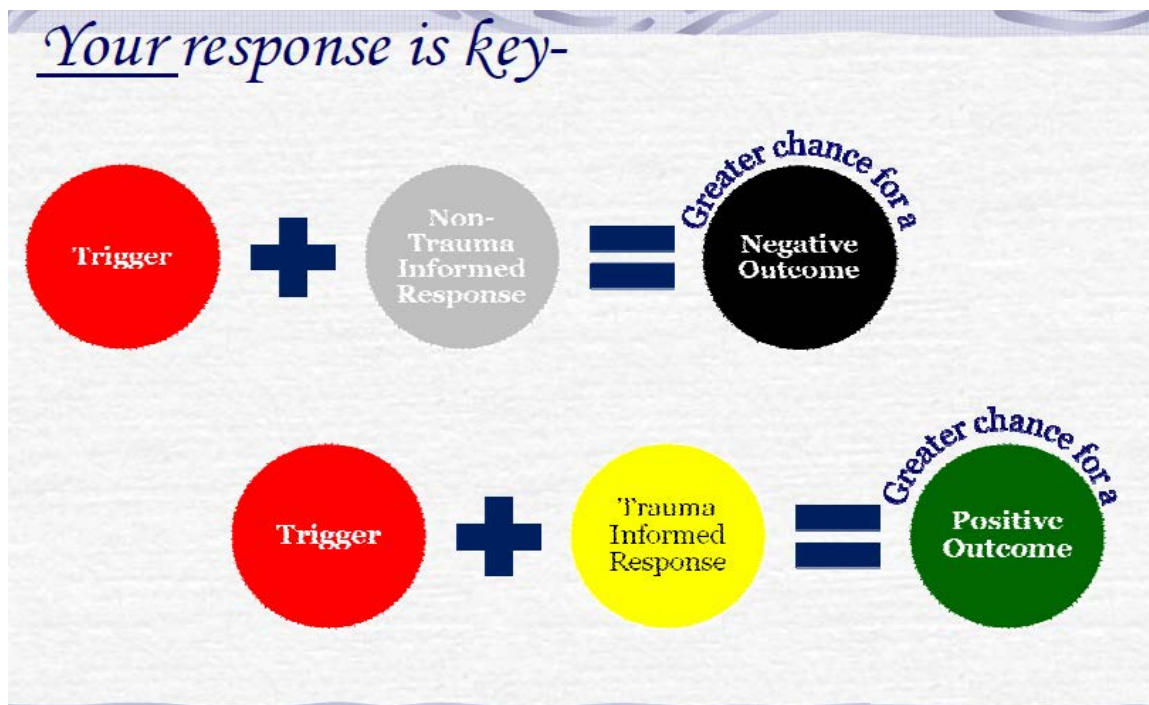 Your response is key-
Greater chance for a
Trigger
Non-
Trauma
Informed
Response
Negative
Outcome
Greater chance for a
Trigger
Trauma
Informed
Response
Positive
Outcome